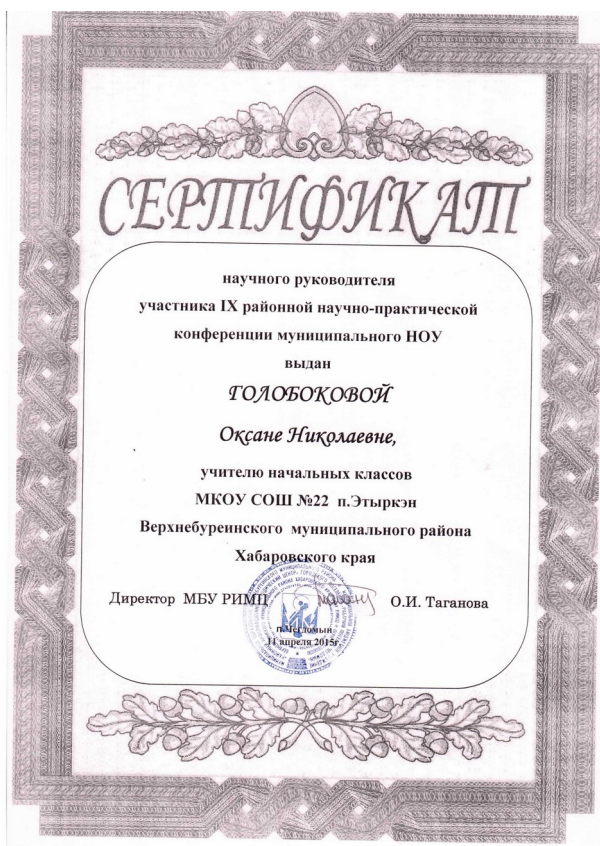 СЕРТИФИКАТ
научного руководителя
участника IX районной научно-практической
конференции муниципального НОУ
выдан
ГОЛОБОКОВОЙ
Оксане Николаевне,
учителю начальных классов
МКОУ СОШ №22 п.Этыркэн
Верхнебуреинского муниципального района
Хабаровского края
Директор МБУ РИМЦ О.И. Таганова
п.Чегдомын
11 апреля 2015г.